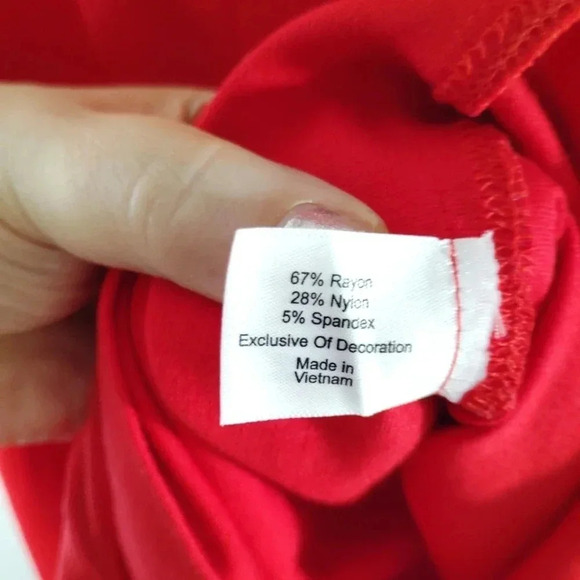 67% Rayon
28% Nylon
5% Spandex
Exclusive Of Decoration
Made in
Vietnam